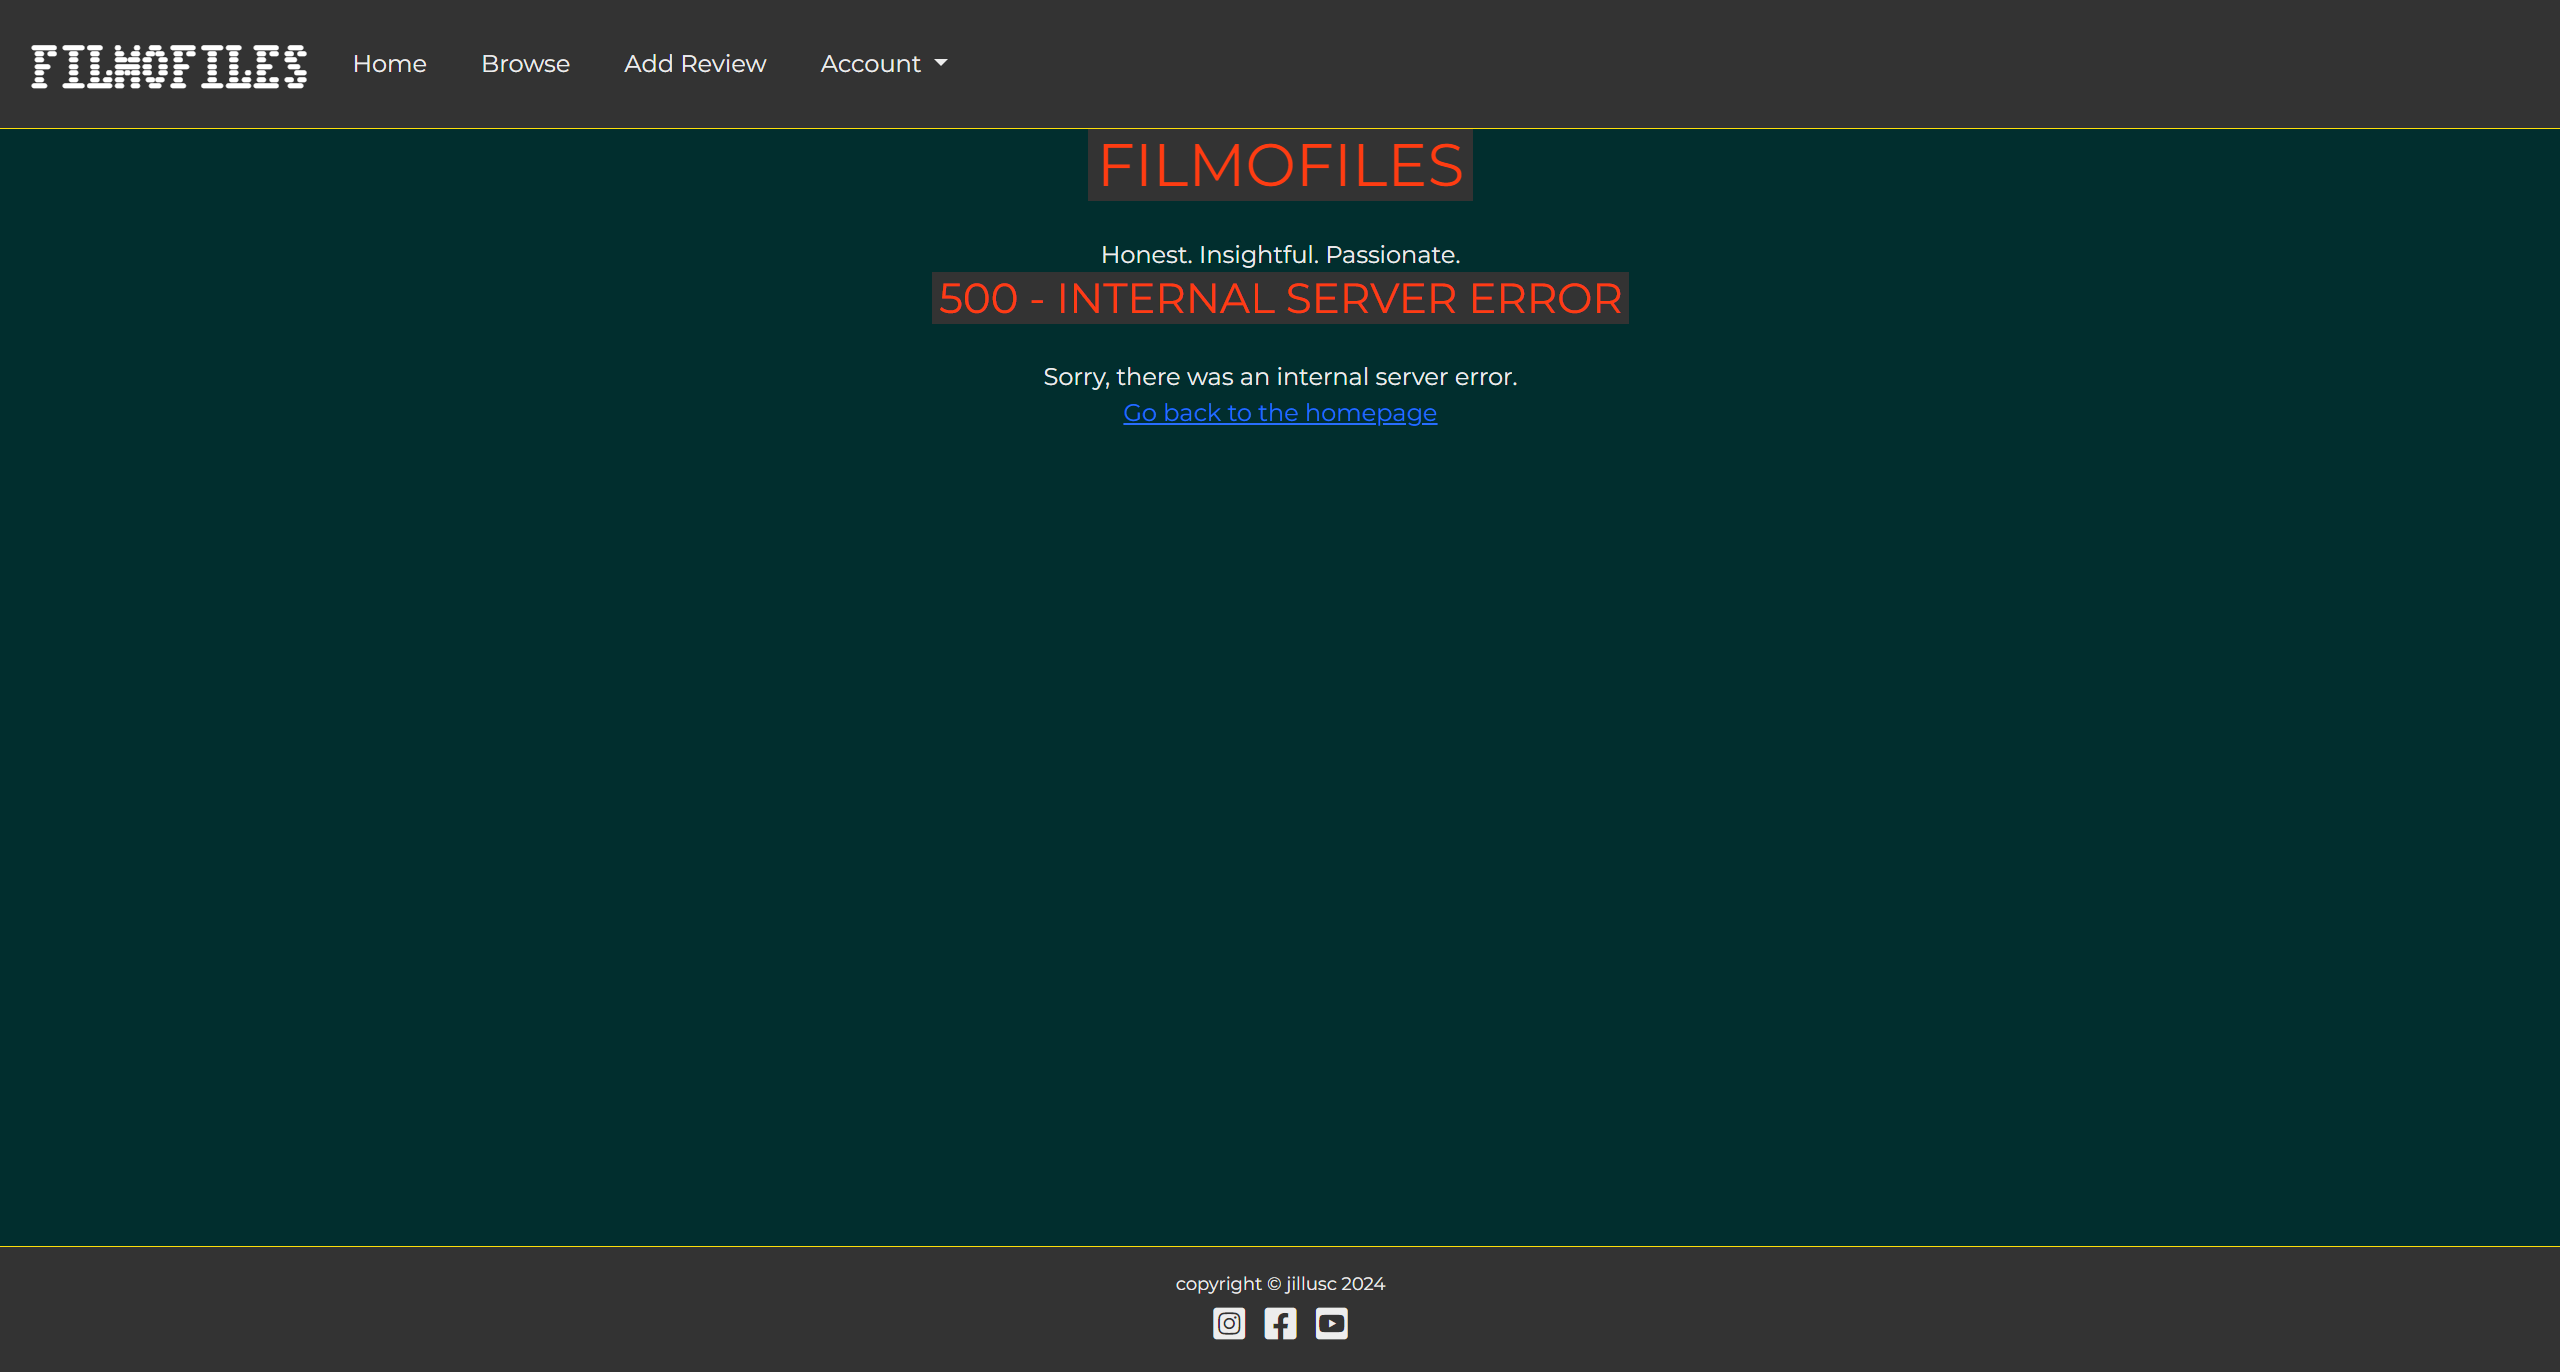 FILMOFILES Home Browse Add Review Account
FILMOFILES
Honest. Insightful. Passionate.
500 - INTERNAL SERVER ERROR
Sorry, there was an internal server error.
Go back to the homepage
copyright © jillusc 2024